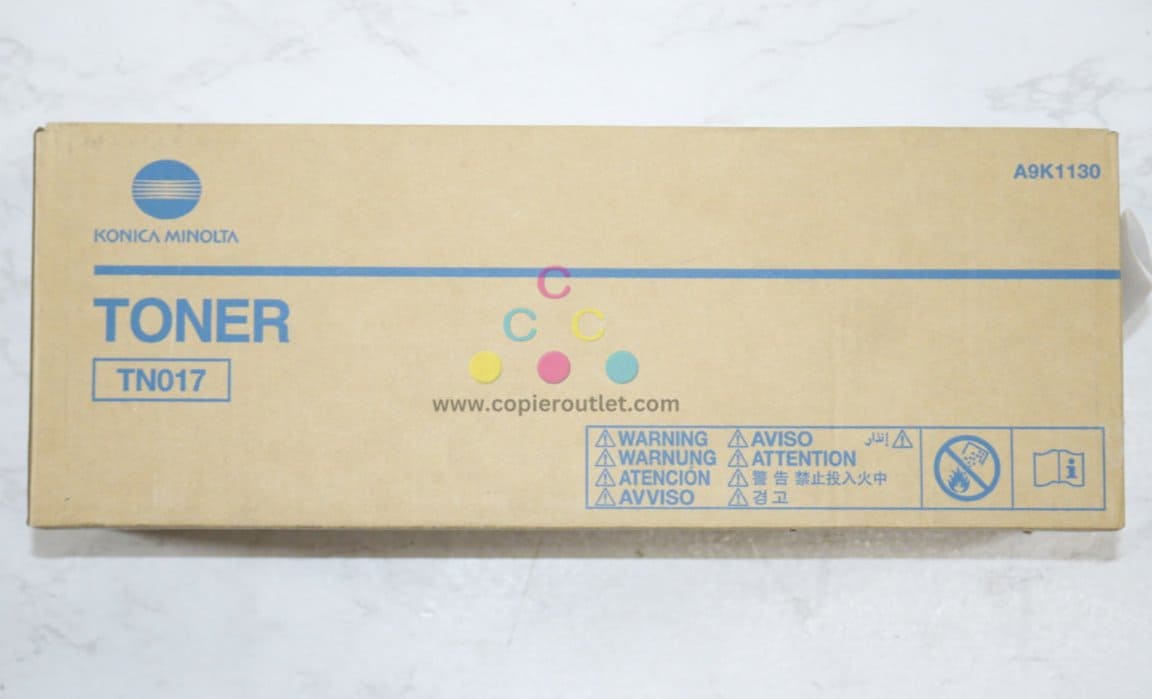 KONICA MINOLTA
A9K1130
TONER
TN017
C
C C
www.copieroutlet.com
⚠WARNING ⚠AVISO إنذار⚠
⚠WARNUNG ⚠ATTENTION
⚠ATENCIÓN ⚠警告 禁止投入火中
⚠AVVISO ⚠경고